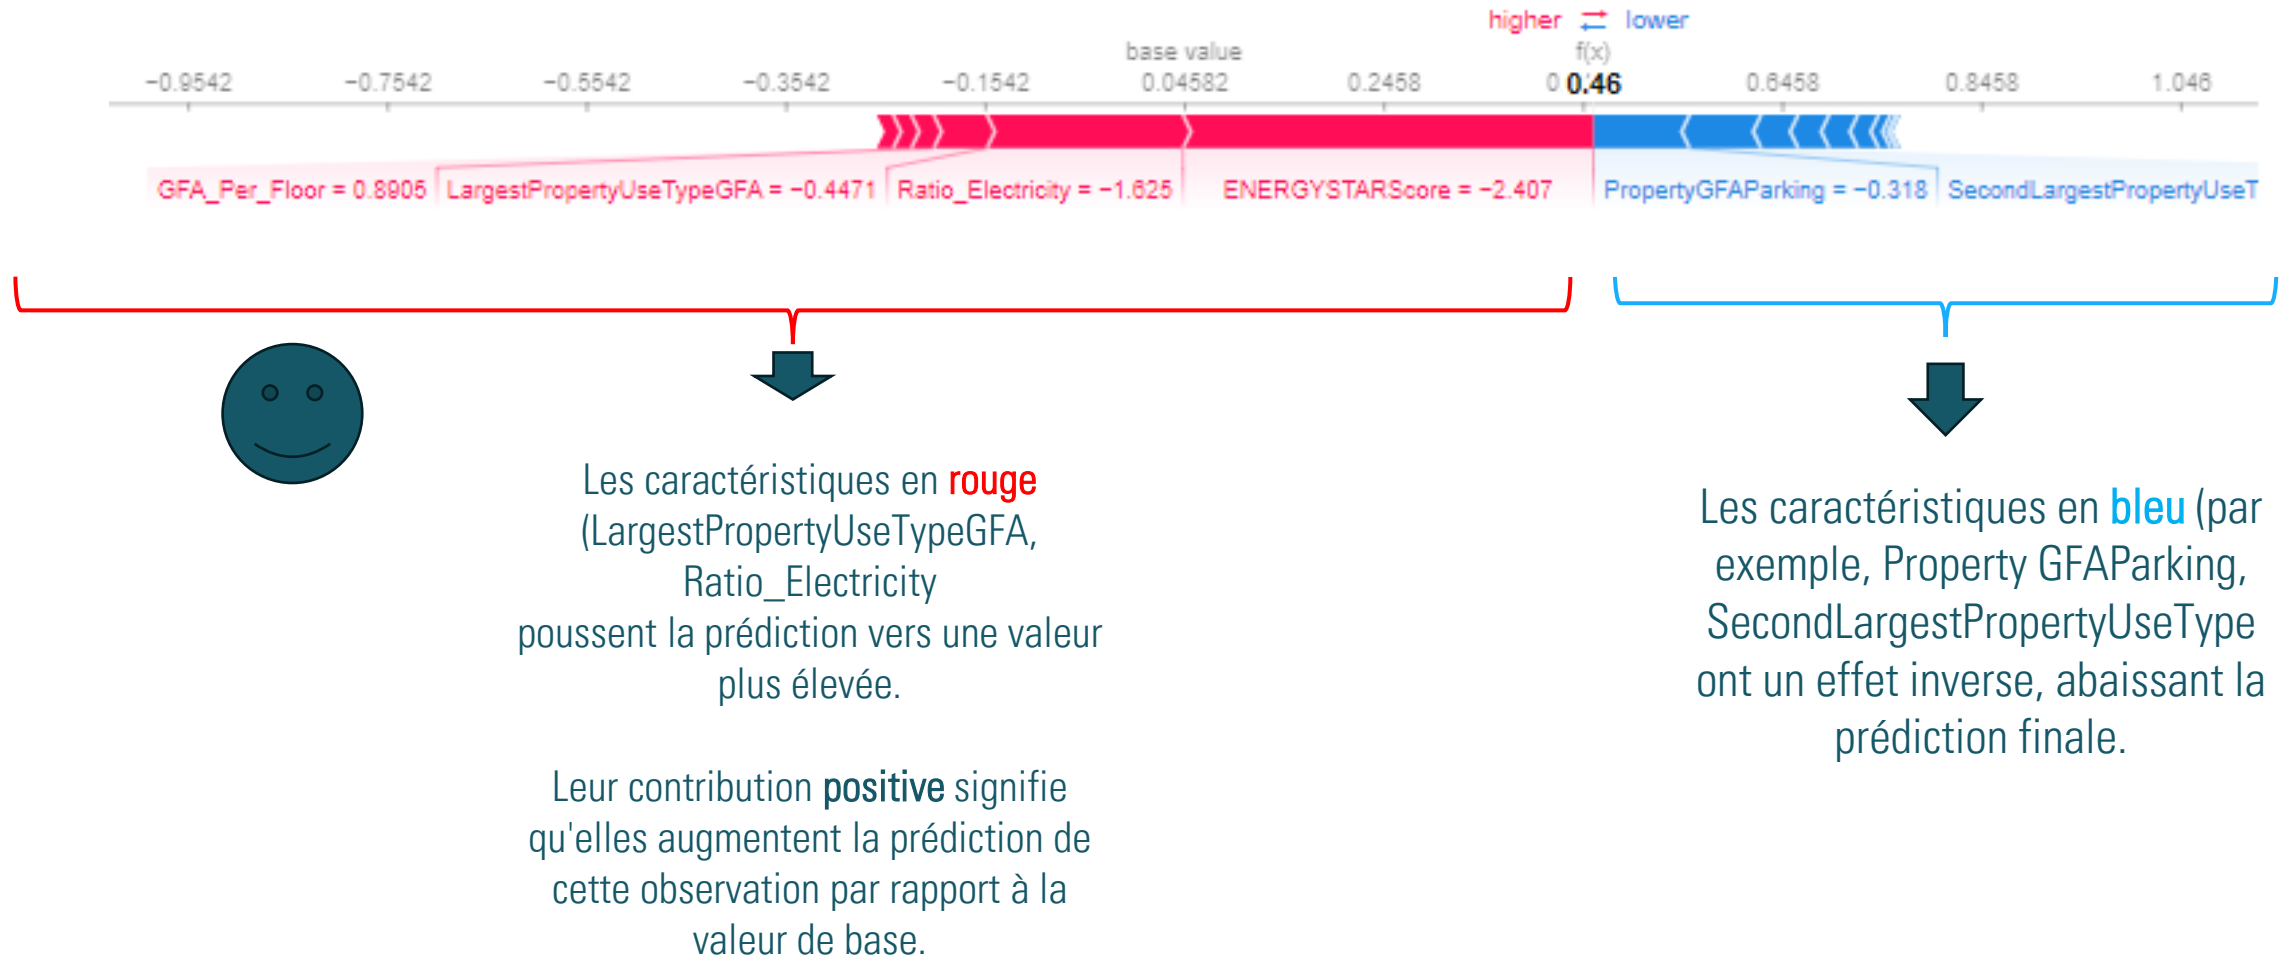 higher lower
base value f(x)
−0.9542 −0.7542 −0.5542 −0.3542 −0.1542 0.04582 0.2458 0 0.46 0.6458 0.8458 1.046
GFA_Per_Floor = 0.8905 LargestPropertyUseTypeGFA = −0.4471 Ratio_Electricity = −1.625 ENERGYSTARScore = −2.407 PropertyGFAParking = −0.318 SecondLargestPropertyUseT
Les caractéristiques en rouge
(LargestPropertyUseTypeGFA,
Ratio_Electricity
poussent la prédiction vers une valeur
plus élevée.
Leur contribution positive signifie
qu'elles augmentent la prédiction de
cette observation par rapport à la
valeur de base.
Les caractéristiques en bleu (par
exemple, Property GFAParking,
SecondLargestPropertyUseType
ont un effet inverse, abaissant la
prédiction finale.